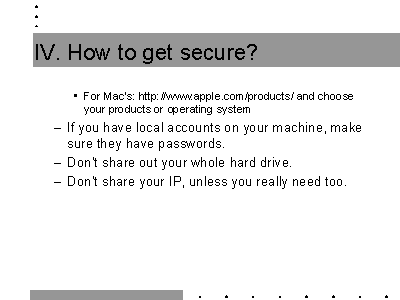 IV. How to get secure?
• For Mac's: http://www.apple.com/products/ and choose
your products or operating system
– If you have local accounts on your machine, make
sure they have passwords.
– Don't share out your whole hard drive.
– Don't share your IP, unless you really need too.